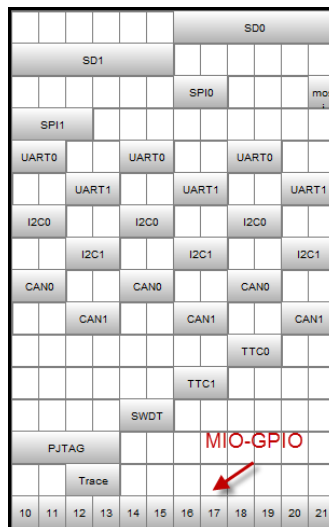 SD0
SD1
SPI0 mos
i
SPI1
UART0 UART0 UART0
UART1 UART1 UART1
I2C0 I2C0 I2C0
I2C1 I2C1 I2C1
CAN0 CAN0 CAN0
CAN1 CAN1 CAN1
TTC0
TTC1
SWDT
PJTAG MIO-GPIO
Trace
10 11 12 13 14 15 16 17 18 19 20 21